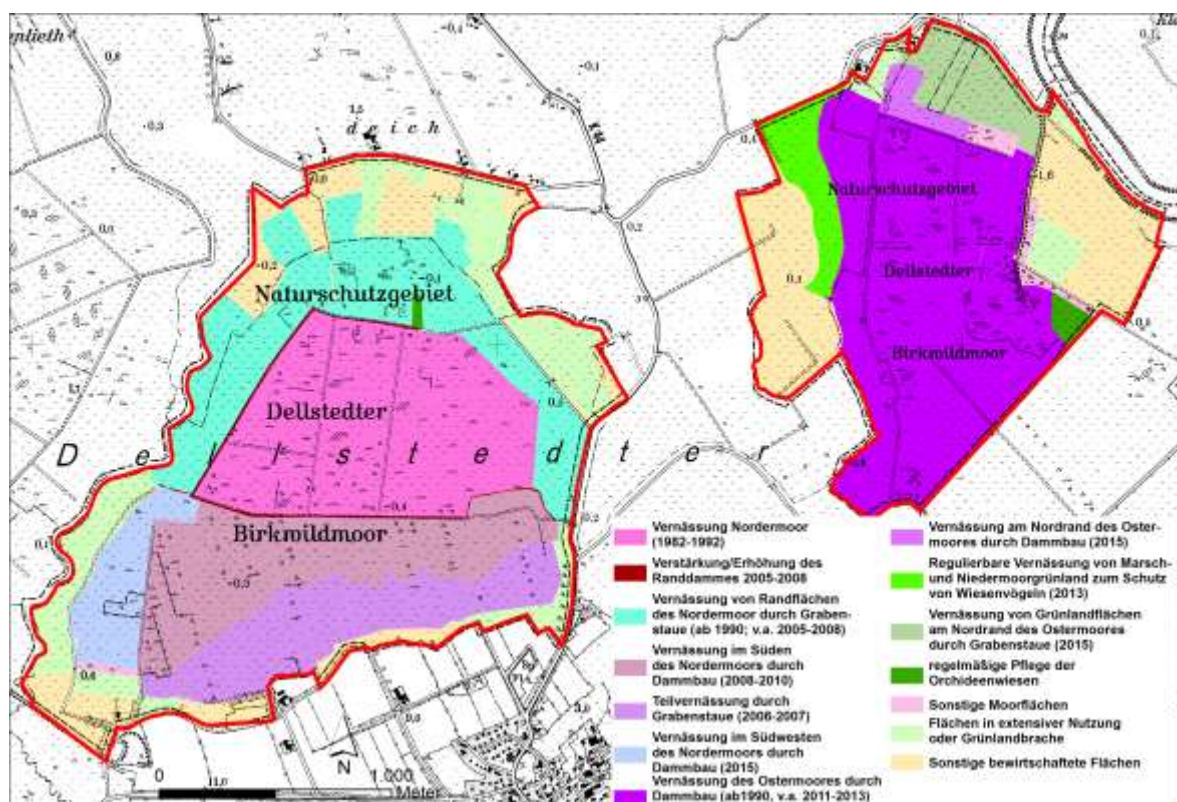 enlieth
deich
K 44
Naturschutzgebiet
Dellstedter
Birkwildmoor
Naturschutzgebiet
Dellstedter
Birkwildmoor
D e l l s t e d t e r
0
1.000
Meter
N
Vernässung Nordermoor
(1982-1992)
Verstärkung/Erhöhung des
Randdammes 2005-2008
Vernässung von Randflächen
des Nordermoor durch Graben-
staue (ab 1990; v.a. 2005-2008)
Vernässung im Süden
des Nordermoors durch
Dammbau (2008-2010)
Teilvernässung durch
Grabenstaue (2006-2007)
Vernässung im Südwesten
des Nordermoors durch
Dammbau (2015)
Vernässung des Ostermoores durch
Dammbau (ab1990, v.a. 2011-2013)
Vernässung am Nordrand des Oster-
moores durch Dammbau (2015)
Regulierbare Vernässung von Marsch-
und Niedermoorgrünland zum Schutz
von Wiesenvögeln (2013)
Vernässung von Grünlandflächen
am Nordrand des Ostermoores
durch Grabenstaue (2015)
regelmäßige Pflege der
Orchideenwiesen
Sonstige Moorflächen
Flächen in extensiver Nutzung
oder Grünlandbrache
Sonstige bewirtschaftete Flächen